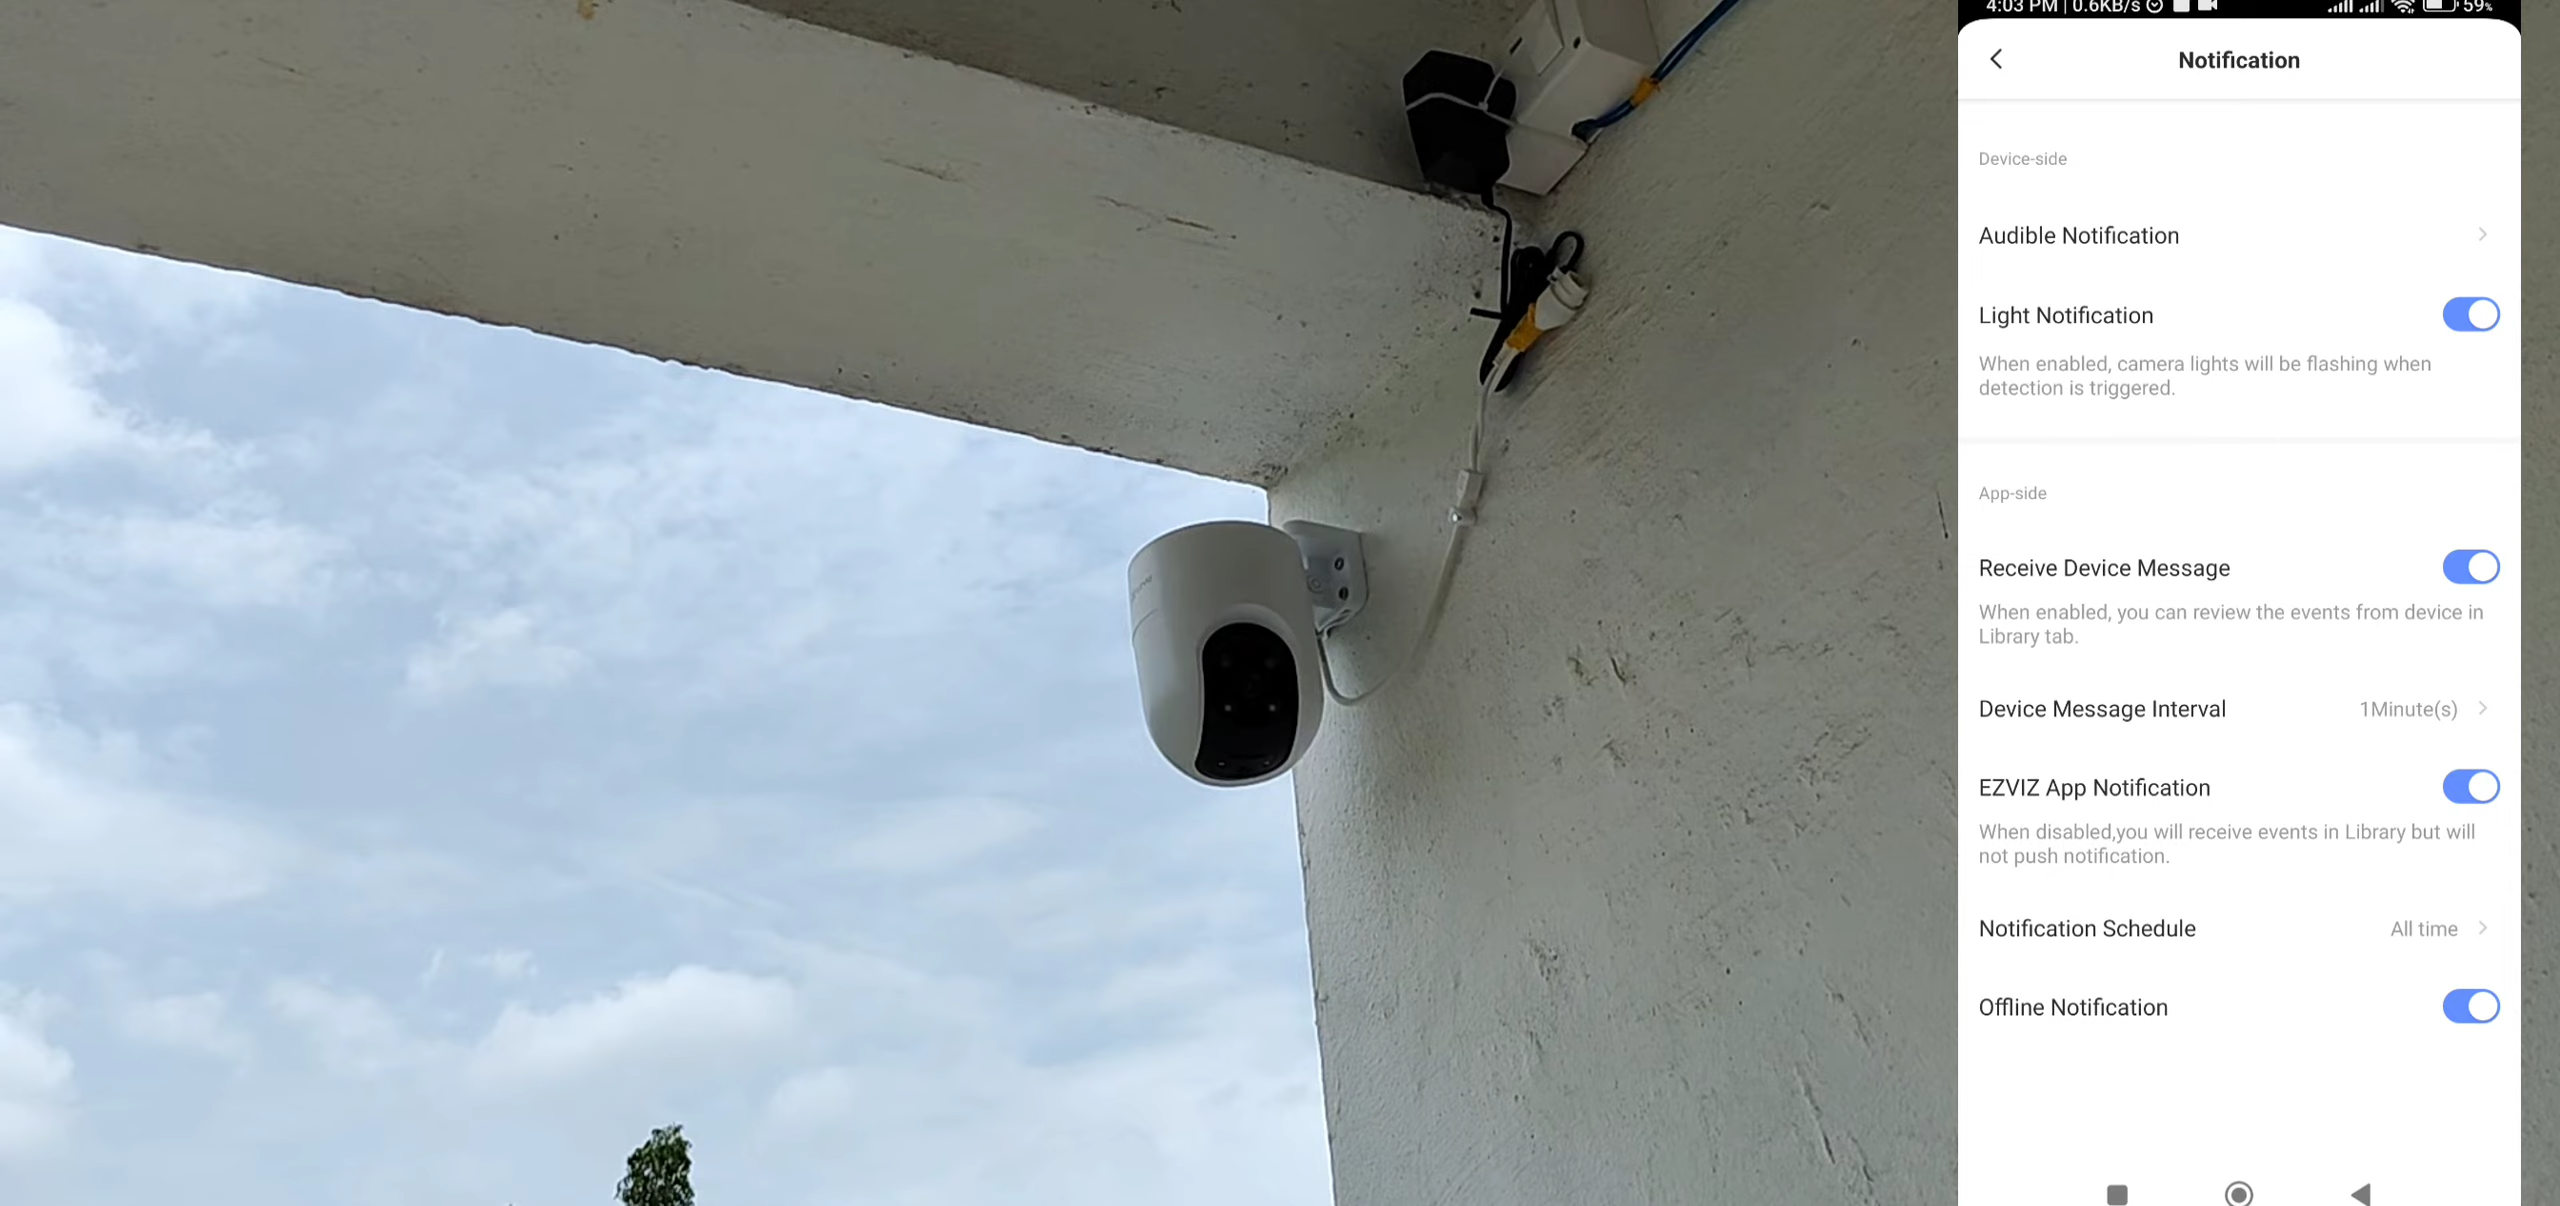 4:03 PM | 0.6KB/s
59%
Notification
Device-side
Audible Notification
Light Notification
When enabled, camera lights will be flashing when
detection is triggered.
App-side
Receive Device Message
When enabled, you can review the events from device in
Library tab.
Device Message Interval 1Minute(s)
EZVIZ App Notification
When disabled,you will receive events in Library but will
not push notification.
Notification Schedule All time
Offline Notification